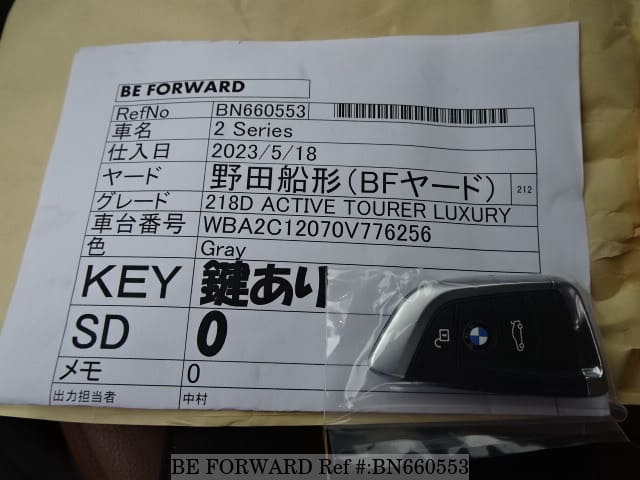 BE FORWARD
RefNo BN660553
車名 2 Series
仕入日 2023/5/18
ヤード 野田船形(BFヤード) 212
グレード 218D ACTIVE TOURER LUXURY
車台番号 WBA2C12070V776256
色 Gray
KEY 鍵あり
SD 0
メモ 0
出力担当者 中村
BE FORWARD Ref #:BN660553